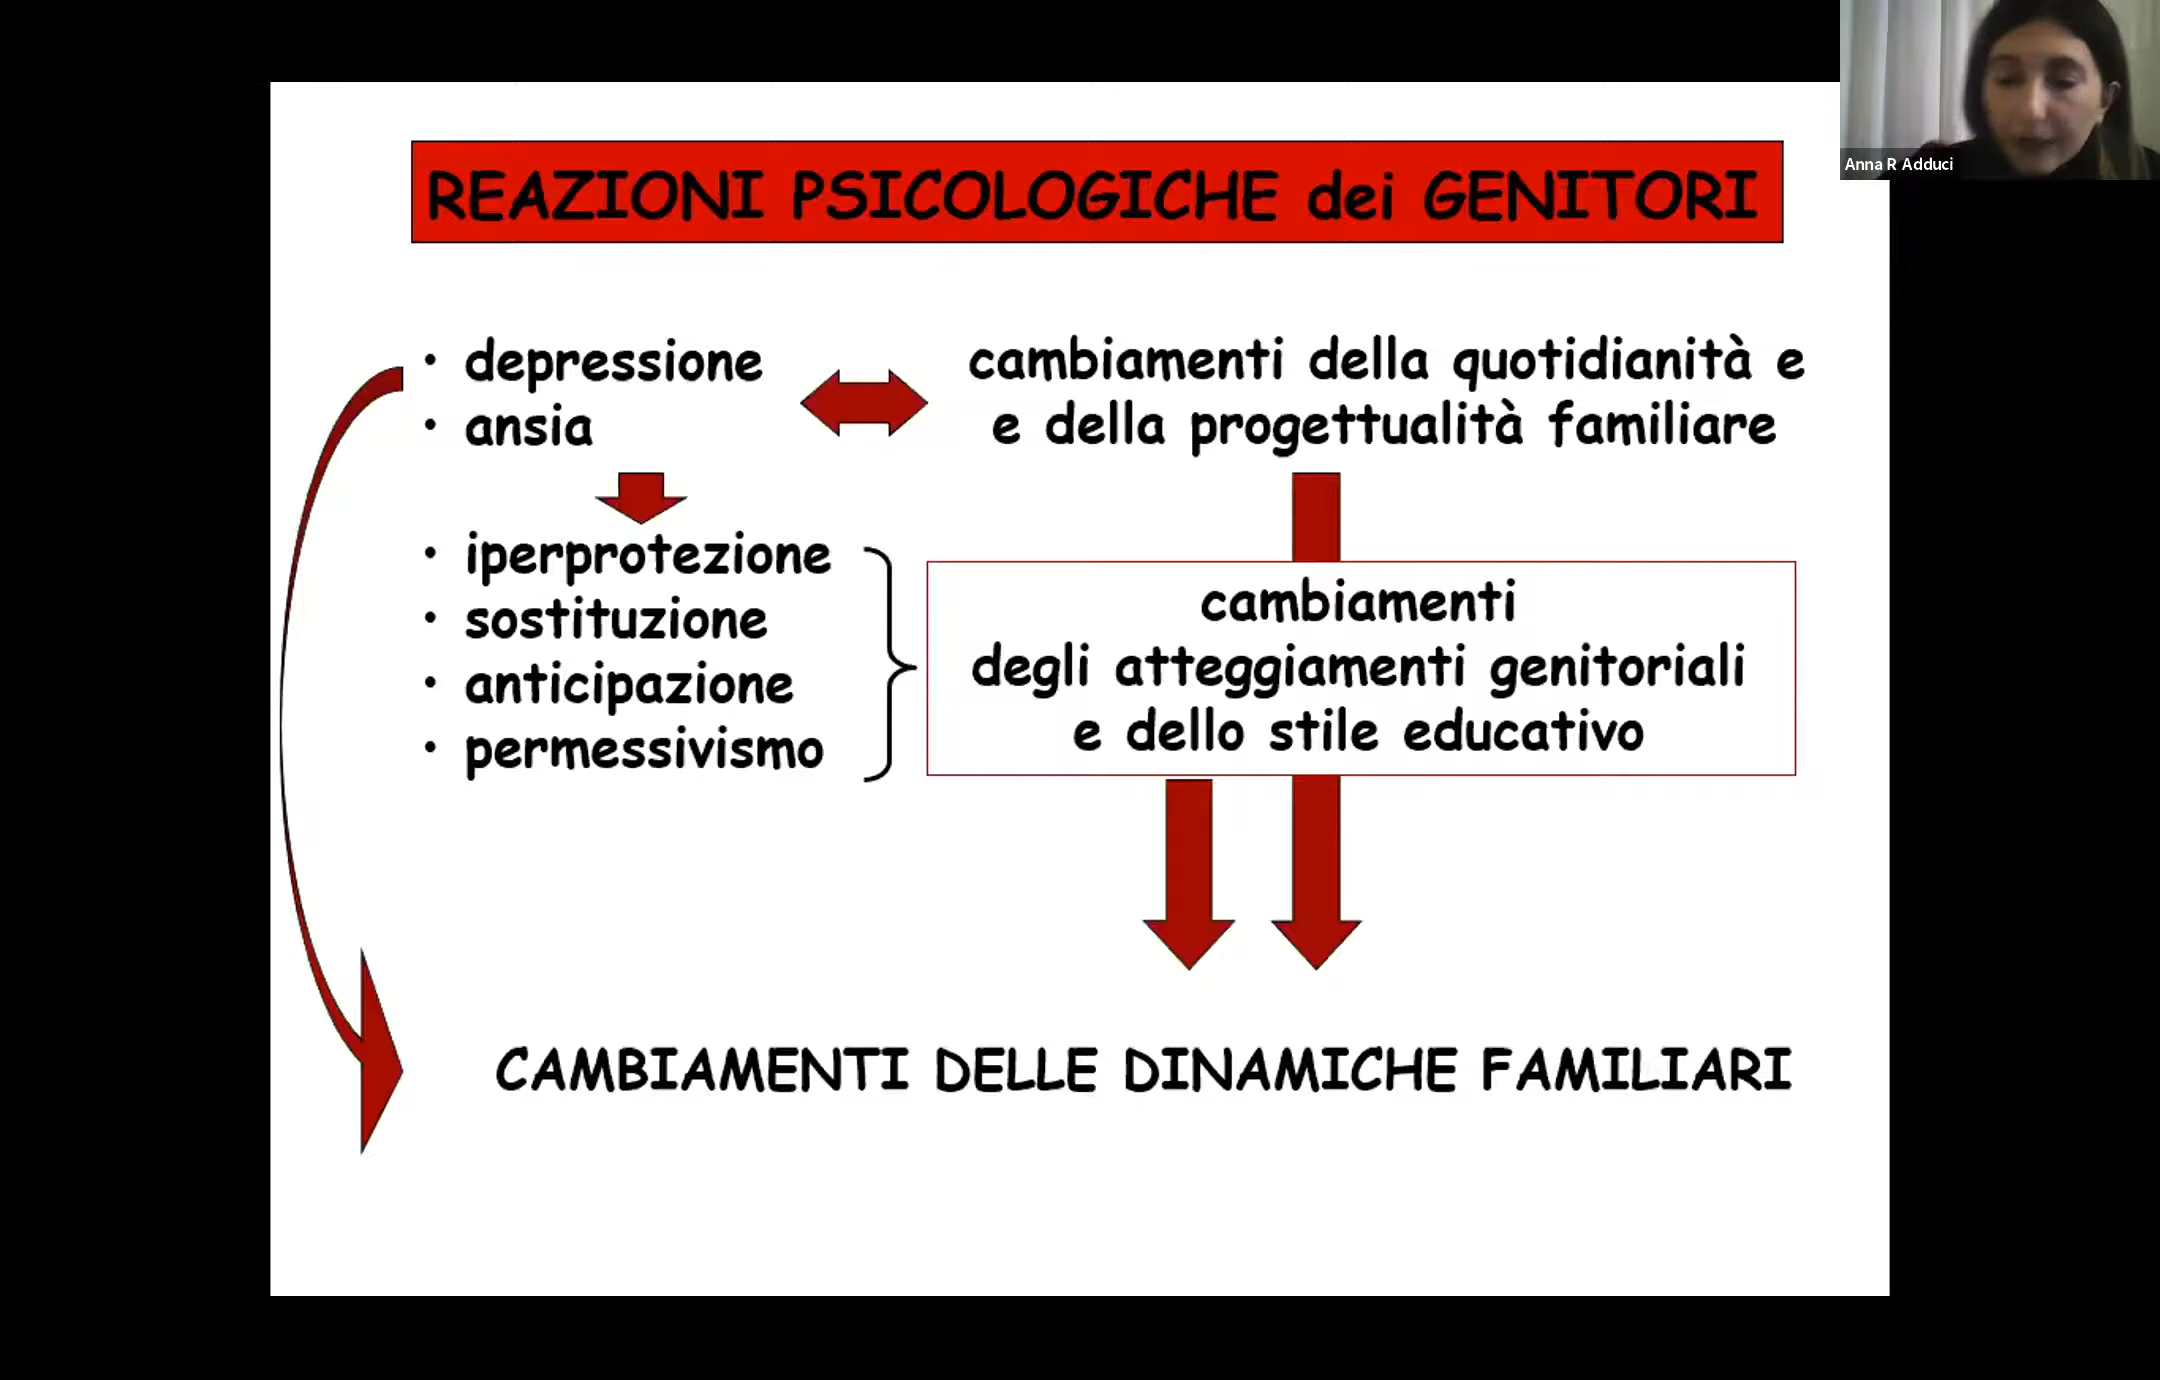 Anna R Adduci
REAZIONI PSICOLOGICHE dei GENITORI
• depressione
• ansia
cambiamenti della quotidianità e
e della progettualità familiare
• iperprotezione
• sostituzione
• anticipazione
• permessivismo
cambiamenti
degli atteggiamenti genitoriali
e dello stile educativo
CAMBIAMENTI DELLE DINAMICHE FAMILIARI